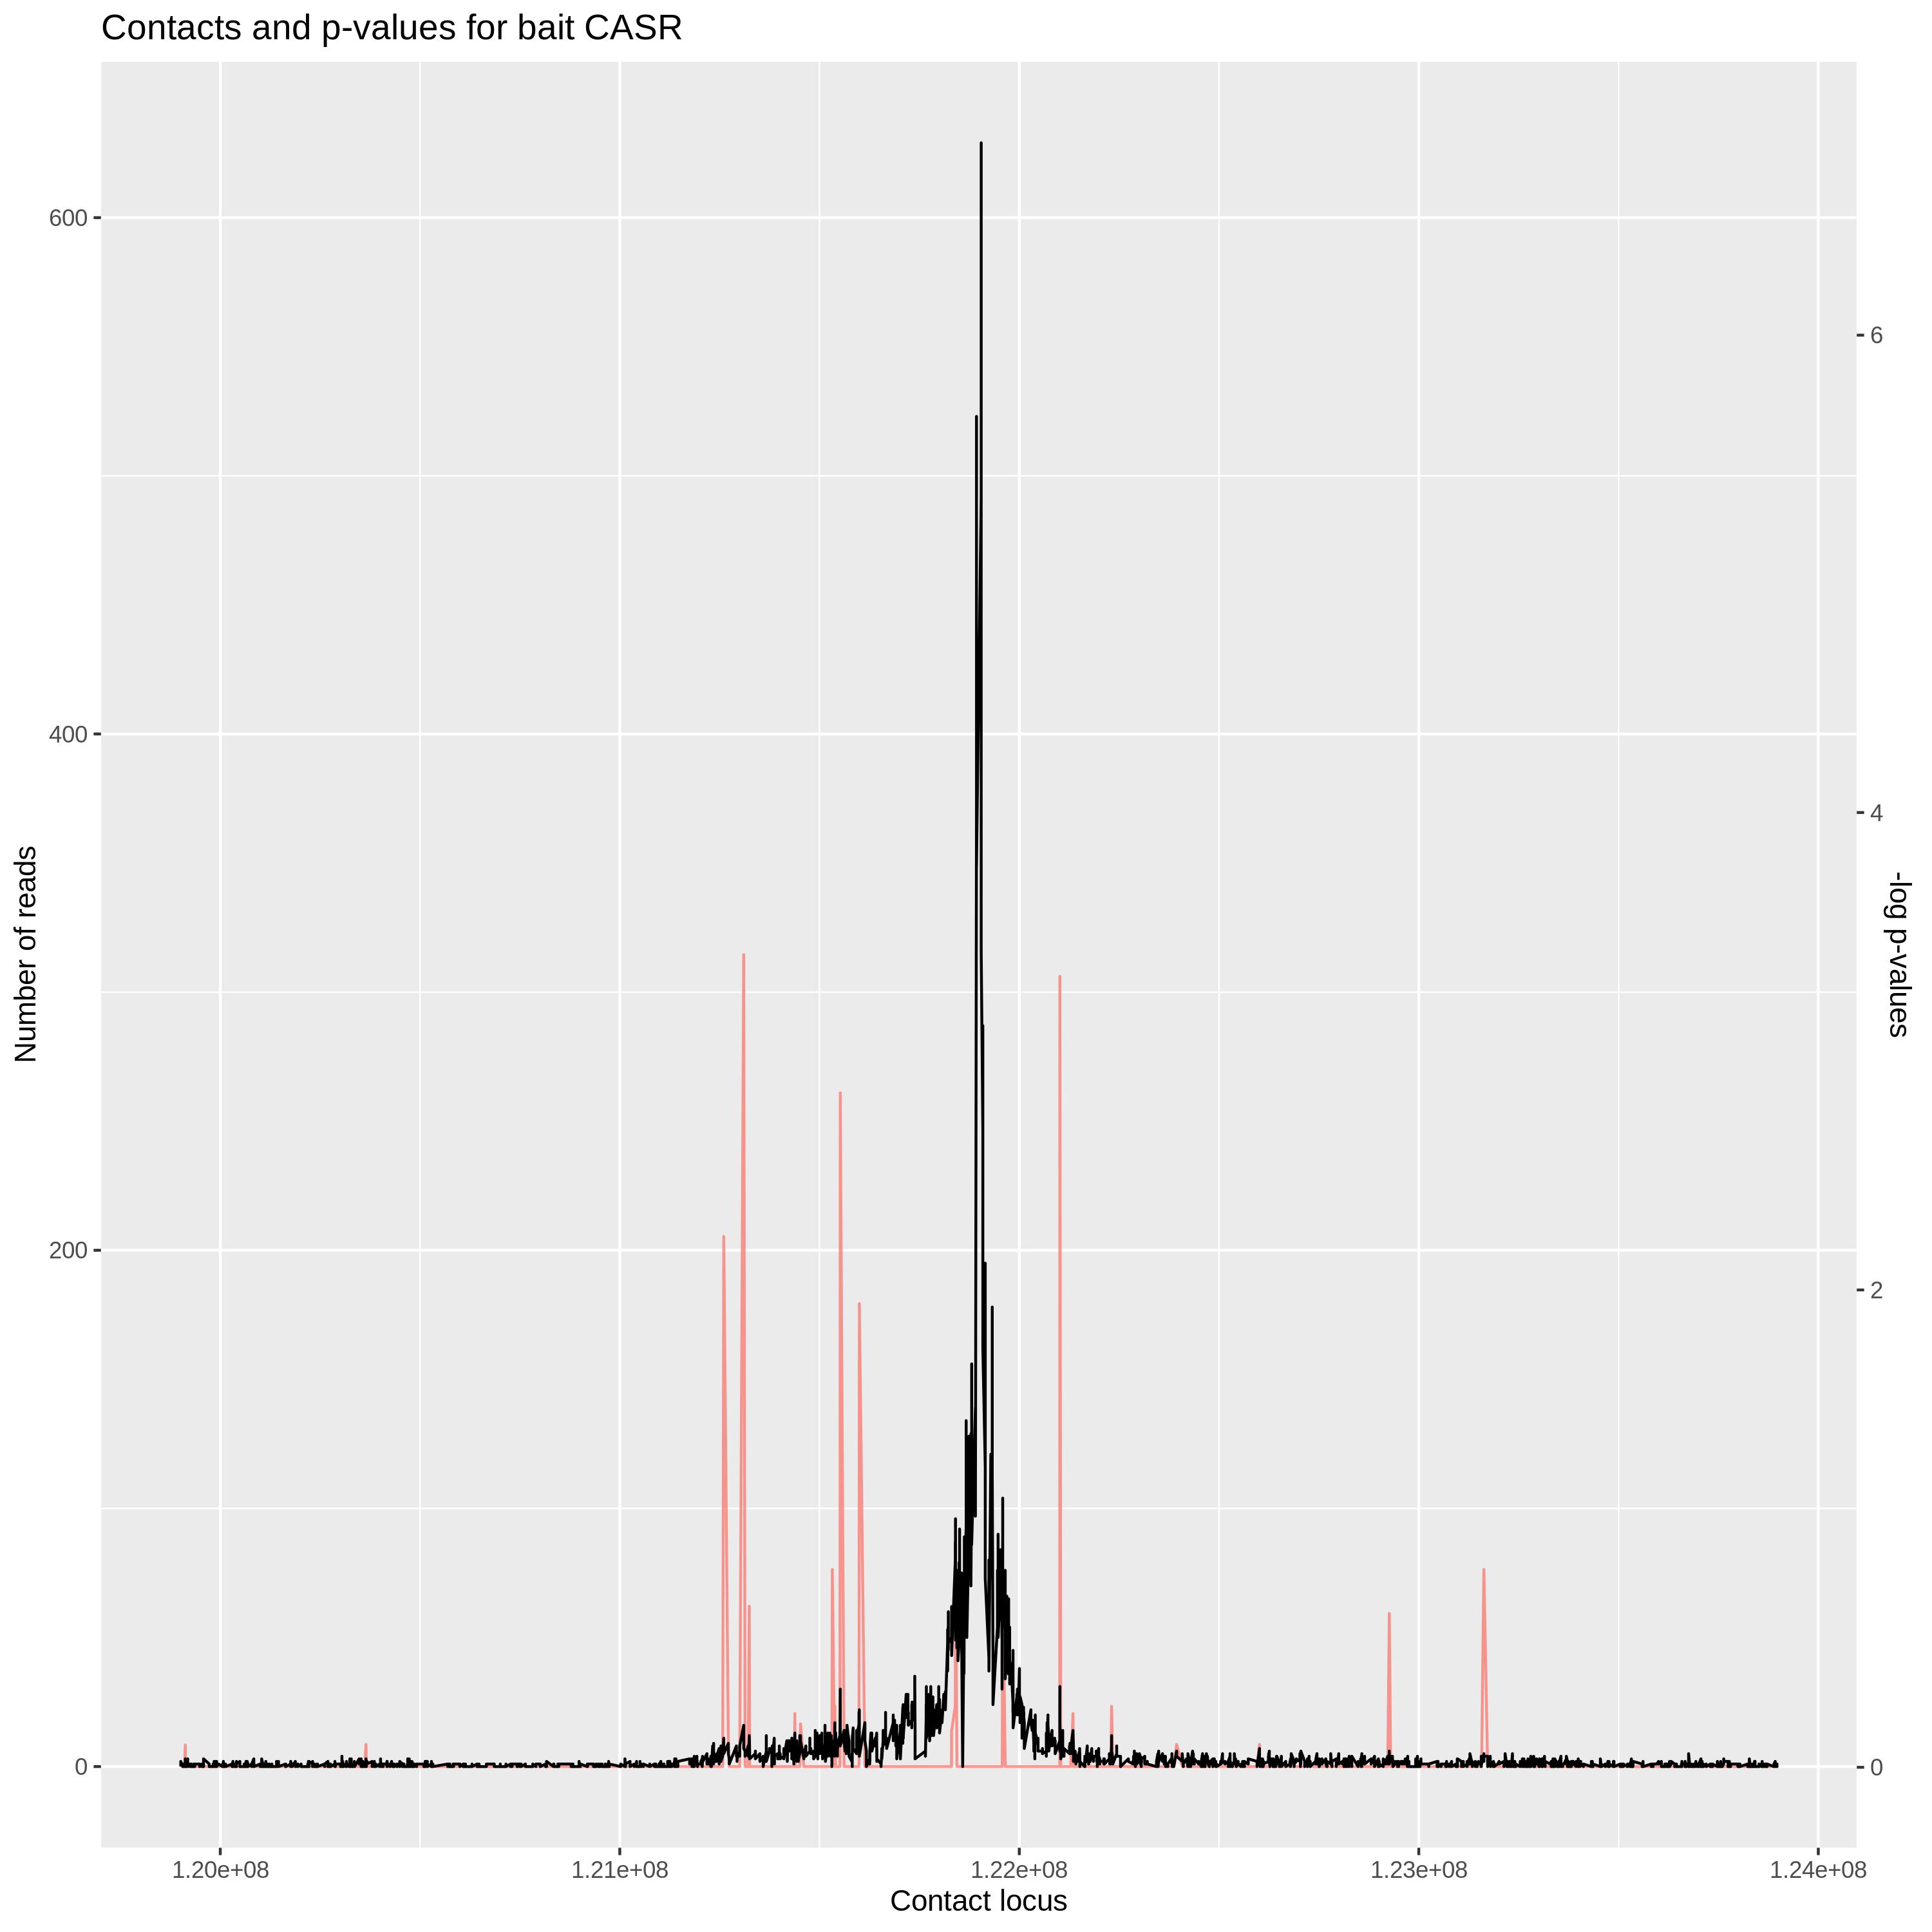 Contacts and p-values for bait CASR
600
400
200
0
Number of reads
6
4
2
0
-log p-values
1.20e+08
1.21e+08
1.22e+08
1.23e+08
1.24e+08
Contact locus